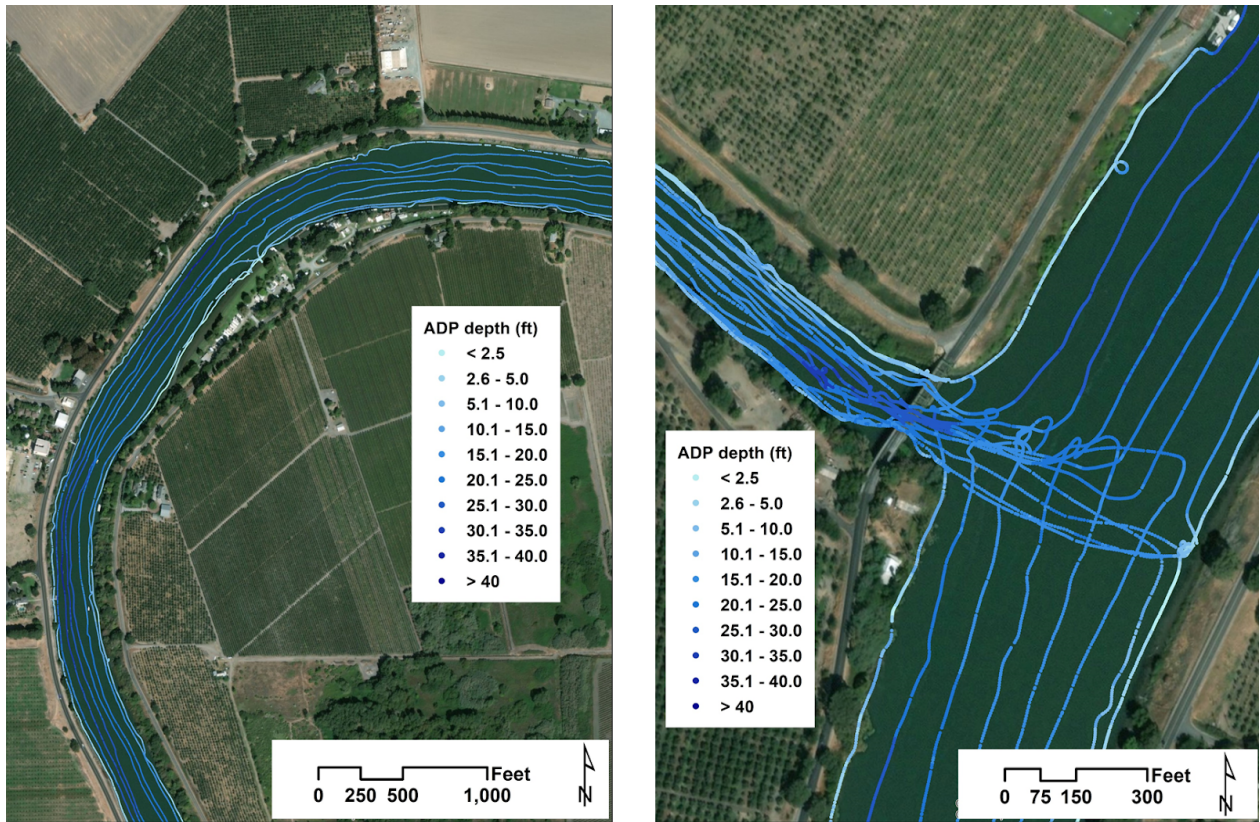 ADP depth (ft)
< 2.5
2.6 - 5.0
5.1 - 10.0
10.1 - 15.0
15.1 - 20.0
20.1 - 25.0
25.1 - 30.0
30.1 - 35.0
35.1 - 40.0
> 40
Feet
0 250 500 1,000
N
ADP depth (ft)
< 2.5
2.6 - 5.0
5.1 - 10.0
10.1 - 15.0
15.1 - 20.0
20.1 - 25.0
25.1 - 30.0
30.1 - 35.0
35.1 - 40.0
> 40
Feet
0 75 150 300
N